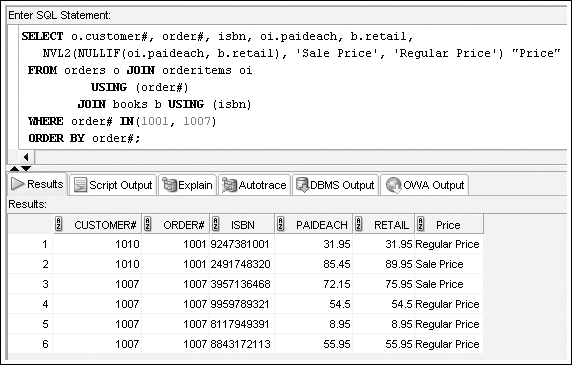 Enter SQL Statement:
SELECT o.customer#, order#, isbn, oi.paideach, b.retail,
NVL2(NULLIF(oi.paideach, b.retail), 'Sale Price', 'Regular Price') "Price"
FROM orders o JOIN orderitems oi
USING (order#)
JOIN books b USING (isbn)
WHERE order# IN(1001, 1007)
ORDER BY order#;
Results Script Output Explain Autotrace DBMS Output OWA Output
Results:
CUSTOMER# ORDER# ISBN PAIDEACH RETAIL Price
1 1010 1001 9247381001 31.95 31.95 Regular Price
2 1010 1001 2491748320 85.45 89.95 Sale Price
3 1007 1007 3957136468 72.15 75.95 Sale Price
4 1007 1007 9959789321 54.5 54.5 Regular Price
5 1007 1007 8117949391 8.95 8.95 Regular Price
6 1007 1007 8843172113 55.95 55.95 Regular Price